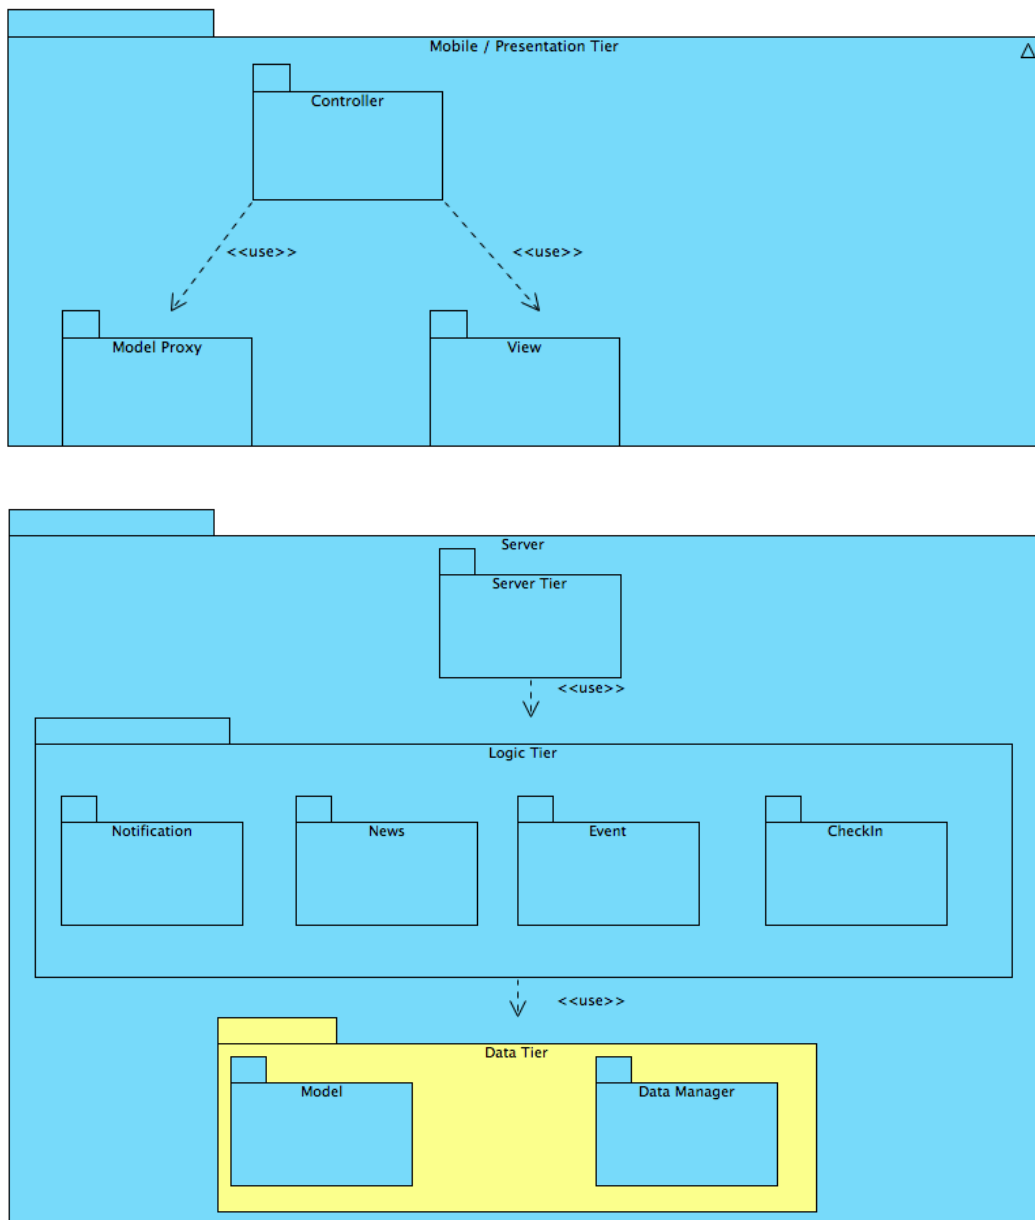 Mobile / Presentation Tier
Controller
<<use>>
<<use>>
Model Proxy
View
Server
Server Tier
<<use>>
Logic Tier
Notification
News
Event
CheckIn
<<use>>
Data Tier
Model
Data Manager